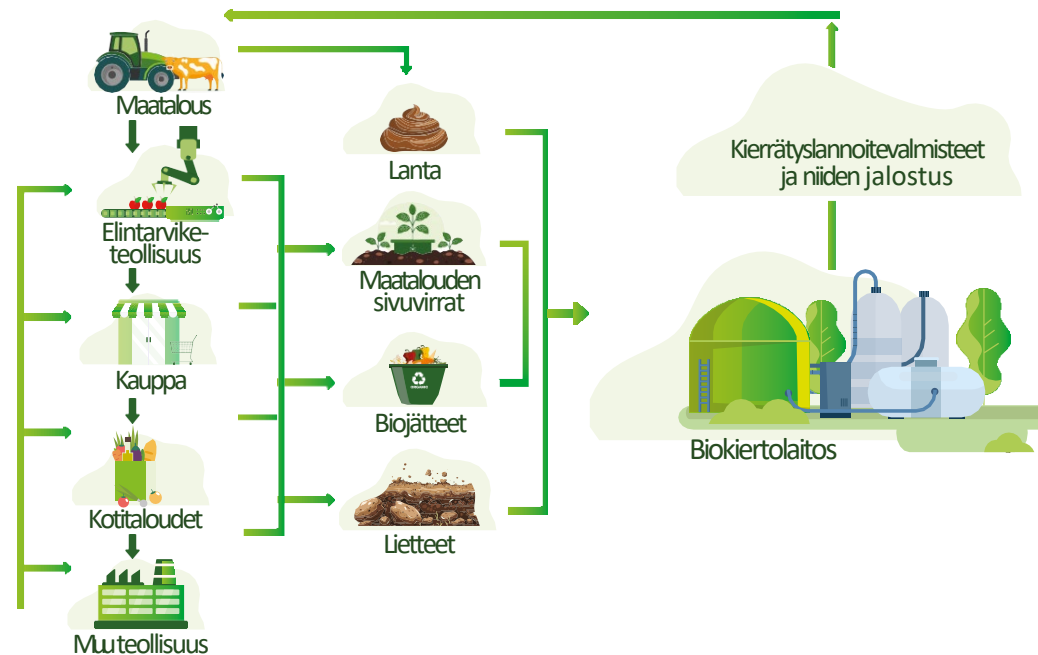 Maatalous
Elintarvike-
teollisuus
Kauppa
Kotitaloudet
Muu teollisuus
Lanta
Maatalouden
sivuvirrat
Biojätteet
Lietteet
Kierrätyslannoitevalmisteet
ja niiden jalostus
Biokiertolaitos